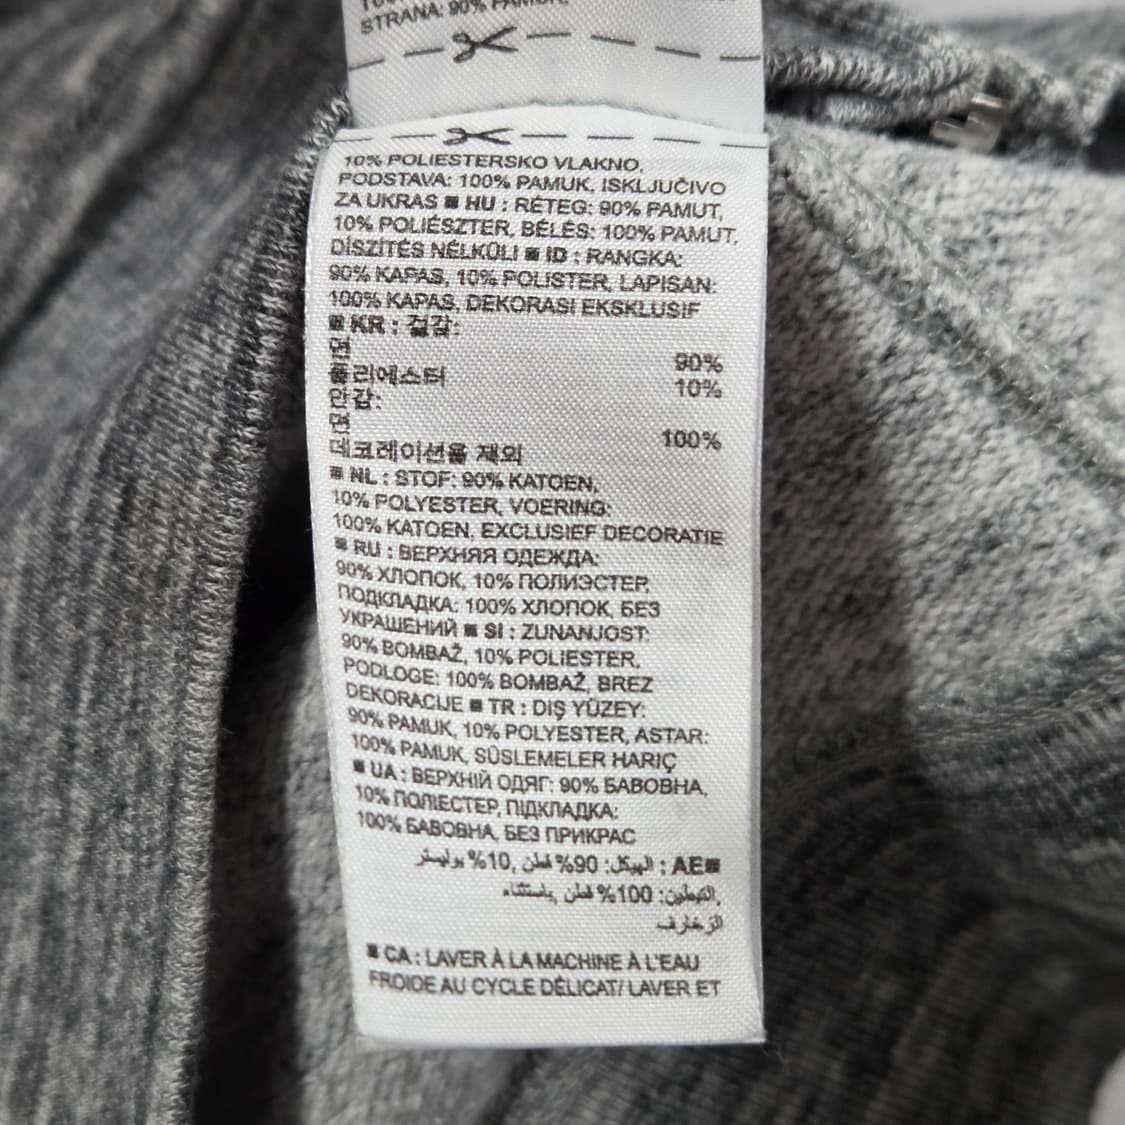 STRANA: 90% PAMUK,
10% POLIESTERSKO VLAKNO,
PODSTAVA: 100% PAMUK, ISKLJUČIVO
ZA UKRAS ■ HU : RÉTEG: 90% PAMUT,
10% POLIÉSZTER, BÉLÉS: 100% PAMUT,
DÍSZÍTÉS NÉLKÜLI ■ ID : RANGKA:
90% KAPAS, 10% POLISTER, LAPISAN:
100% KAPAS, DEKORASI EKSKLUSIF
■ KR : 겉감:
면 90%
폴리에스터 10%
안감:
면 100%
데코레이션을 제외
■ NL : STOF: 90% KATOEN,
10% POLYESTER, VOERING:
100% KATOEN, EXCLUSIEF DECORATIE
■ RU : ВЕРХНЯЯ ОДЕЖДА:
90% ХЛОПОК, 10% ПОЛИЭСТЕР,
ПОДКЛАДКА: 100% ХЛОПОК, БЕЗ
УКРАШЕНИЙ ■ SI : ZUNANJOST:
90% BOMBAŽ, 10% POLIESTER,
PODLOGE: 100% BOMBAŽ, BREZ
DEKORACIJE ■ TR : DIŞ YÜZEY:
90% PAMUK, 10% POLYESTER, ASTAR:
100% PAMUK, SÜSLEMELER HARİÇ
■ UA : ВЕРХНІЙ ОДЯГ: 90% БАВОВНА,
10% ПОЛІЕСТЕР, ПІДКЛАДКА:
100% БАВОВНА, БЕЗ ПРИКРАС
■AE : الهيكل: 90% قطن, 10% بوليستر
,التبطين: 100% قطن ,باستثناء
الزخارف
■ CA : LAVER À LA MACHINE À L'EAU
FROIDE AU CYCLE DÉLICAT/ LAVER ET